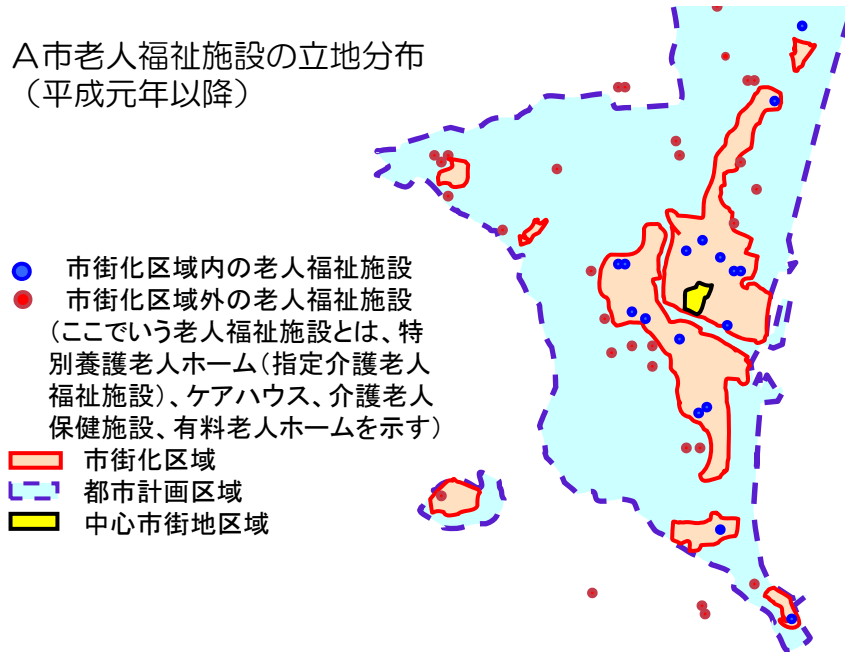 A市老人福祉施設の立地分布
（平成元年以降）
市街化区域内の老人福祉施設
市街化区域外の老人福祉施設
（ここでいう老人福祉施設とは、特
別養護老人ホーム（指定介護老人
福祉施設）、ケアハウス、介護老人
保健施設、有料老人ホームを示す）
市街化区域
都市計画区域
中心市街地区域